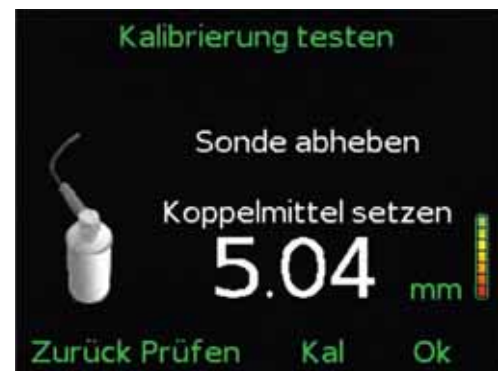 Kalibrierung testen
Sonde abheben
Koppelmittel setzen
5.04 mm
Zurück Prüfen Kal Ok